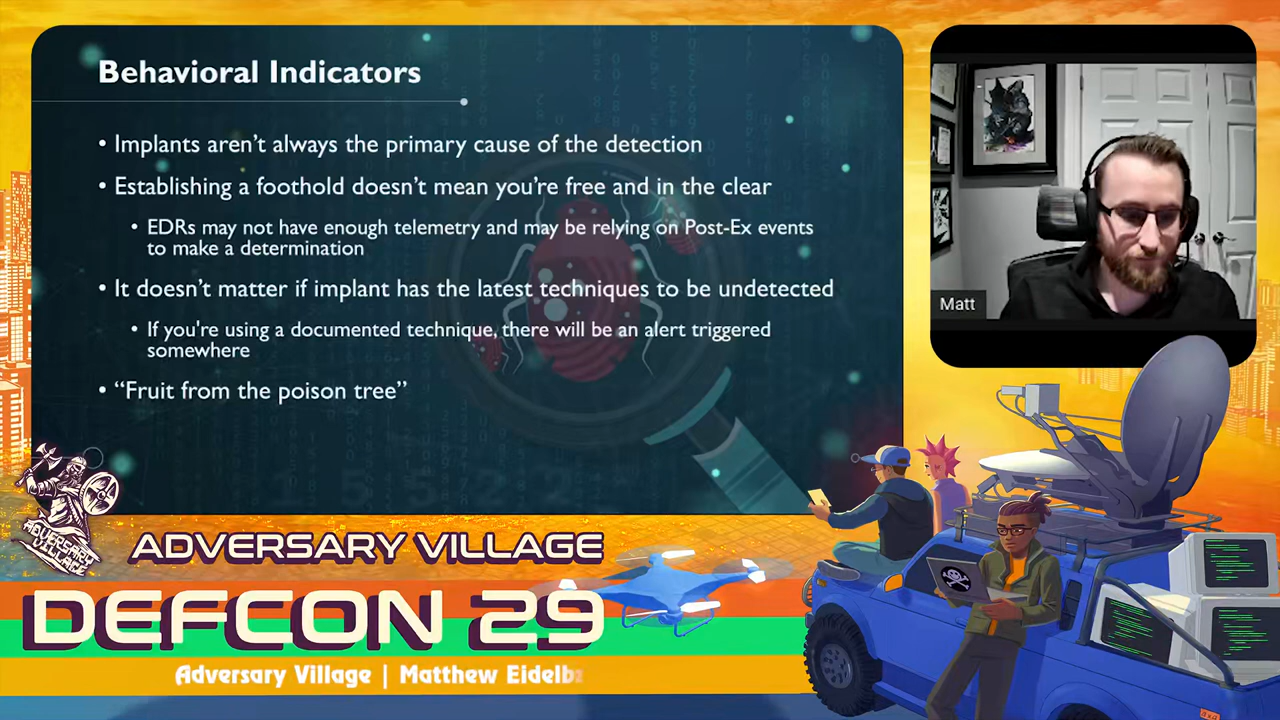 Behavioral Indicators
• Implants aren’t always the primary cause of the detection
• Establishing a foothold doesn’t mean you’re free and in the clear
• EDRs may not have enough telemetry and may be relying on Post-Ex events
to make a determination
• It doesn’t matter if implant has the latest techniques to be undetected
• If you're using a documented technique, there will be an alert triggered
somewhere
• “Fruit from the poison tree”
Matt
ADVERSARY
VILLAGE
ADVERSARY VILLAGE
DEFCON 29
Adversary Village | Matthew Eidelb